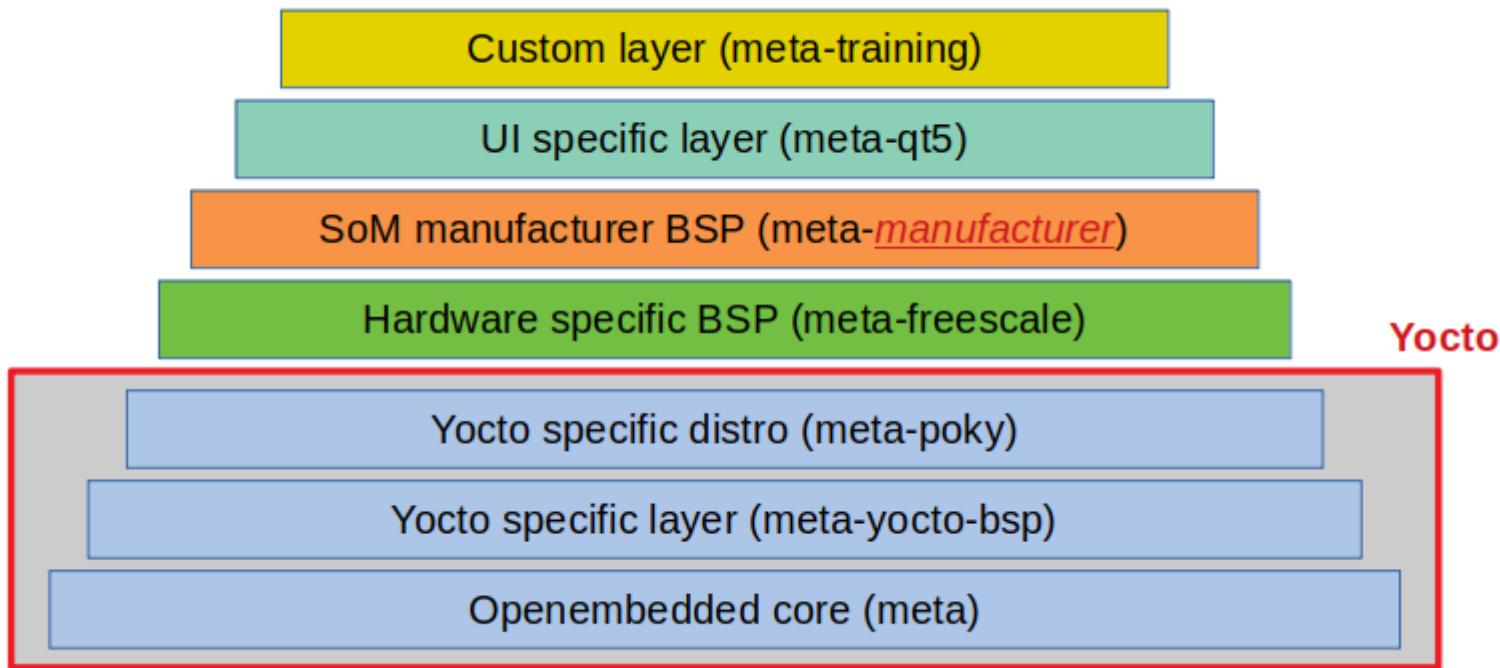 Custom layer (meta-training)
UI specific layer (meta-qt5)
SoM manufacturer BSP (meta-manufacturer)
Hardware specific BSP (meta-freescale)
Yocto
Yocto specific distro (meta-poky)
Yocto specific layer (meta-yocto-bsp)
Openembedded core (meta)